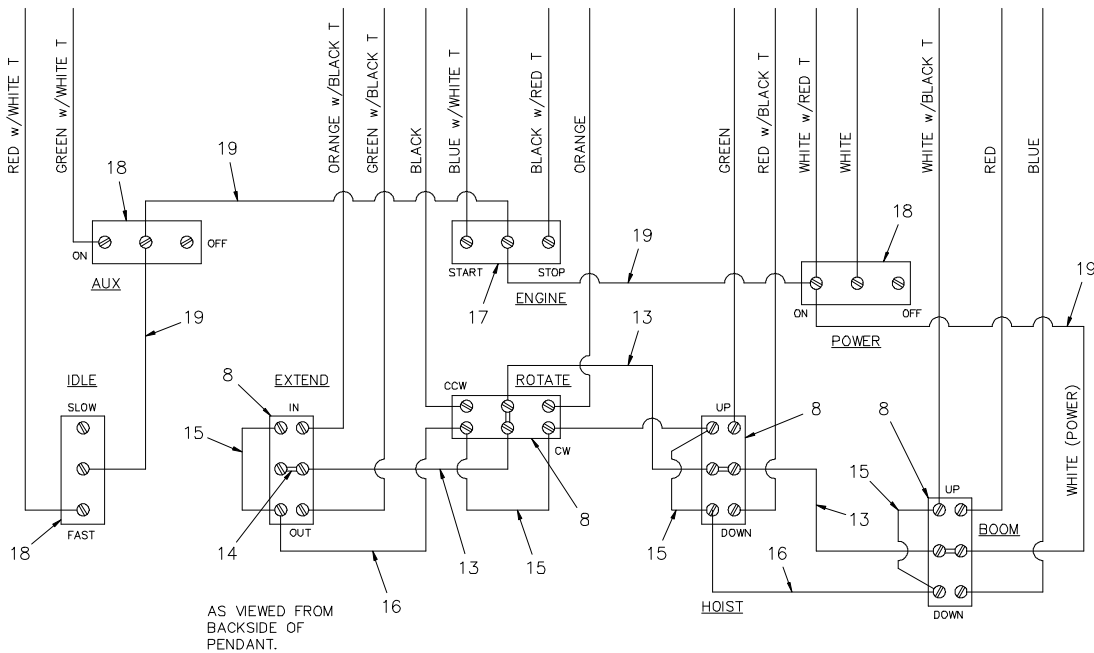 RED w/WHITE T
GREEN w/WHITE T
ORANGE w/BLACK T
GREEN w/BLACK T
BLACK
BLUE w/WHITE T
BLACK w/RED T
ORANGE
GREEN
RED w/BLACK T
WHITE w/RED T
WHITE
WHITE w/BLACK T
RED
BLUE
18
19
ON
OFF
AUX
START
STOP
17
ENGINE
19
18
ON
OFF
POWER
19
19
13
IDLE
SLOW
FAST
18
8
EXTEND
IN
OUT
15
14
16
13
CCW
ROTATE
CW
8
15
UP
8
DOWN
15
HOIST
13
16
8
UP
15
BOOM
DOWN
WHITE (POWER)
AS VIEWED FROM
BACKSIDE OF
PENDANT.